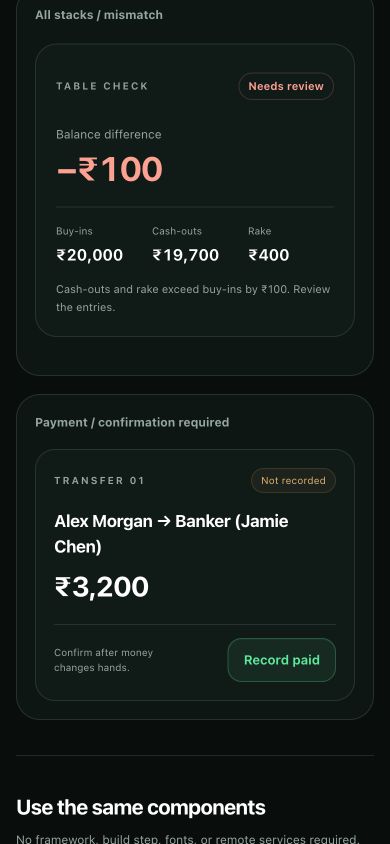 All stacks / mismatch
TABLE CHECK
Needs review
Balance difference
−₹100
Buy-ins
Cash-outs
Rake
₹20,000
₹19,700
₹400
Cash-outs and rake exceed buy-ins by ₹100. Review
the entries.
Payment / confirmation required
TRANSFER 01
Not recorded
Alex Morgan → Banker (Jamie
Chen)
₹3,200
Confirm after money
changes hands.
Record paid
Use the same components
No framework, build step, fonts, or remote services required.